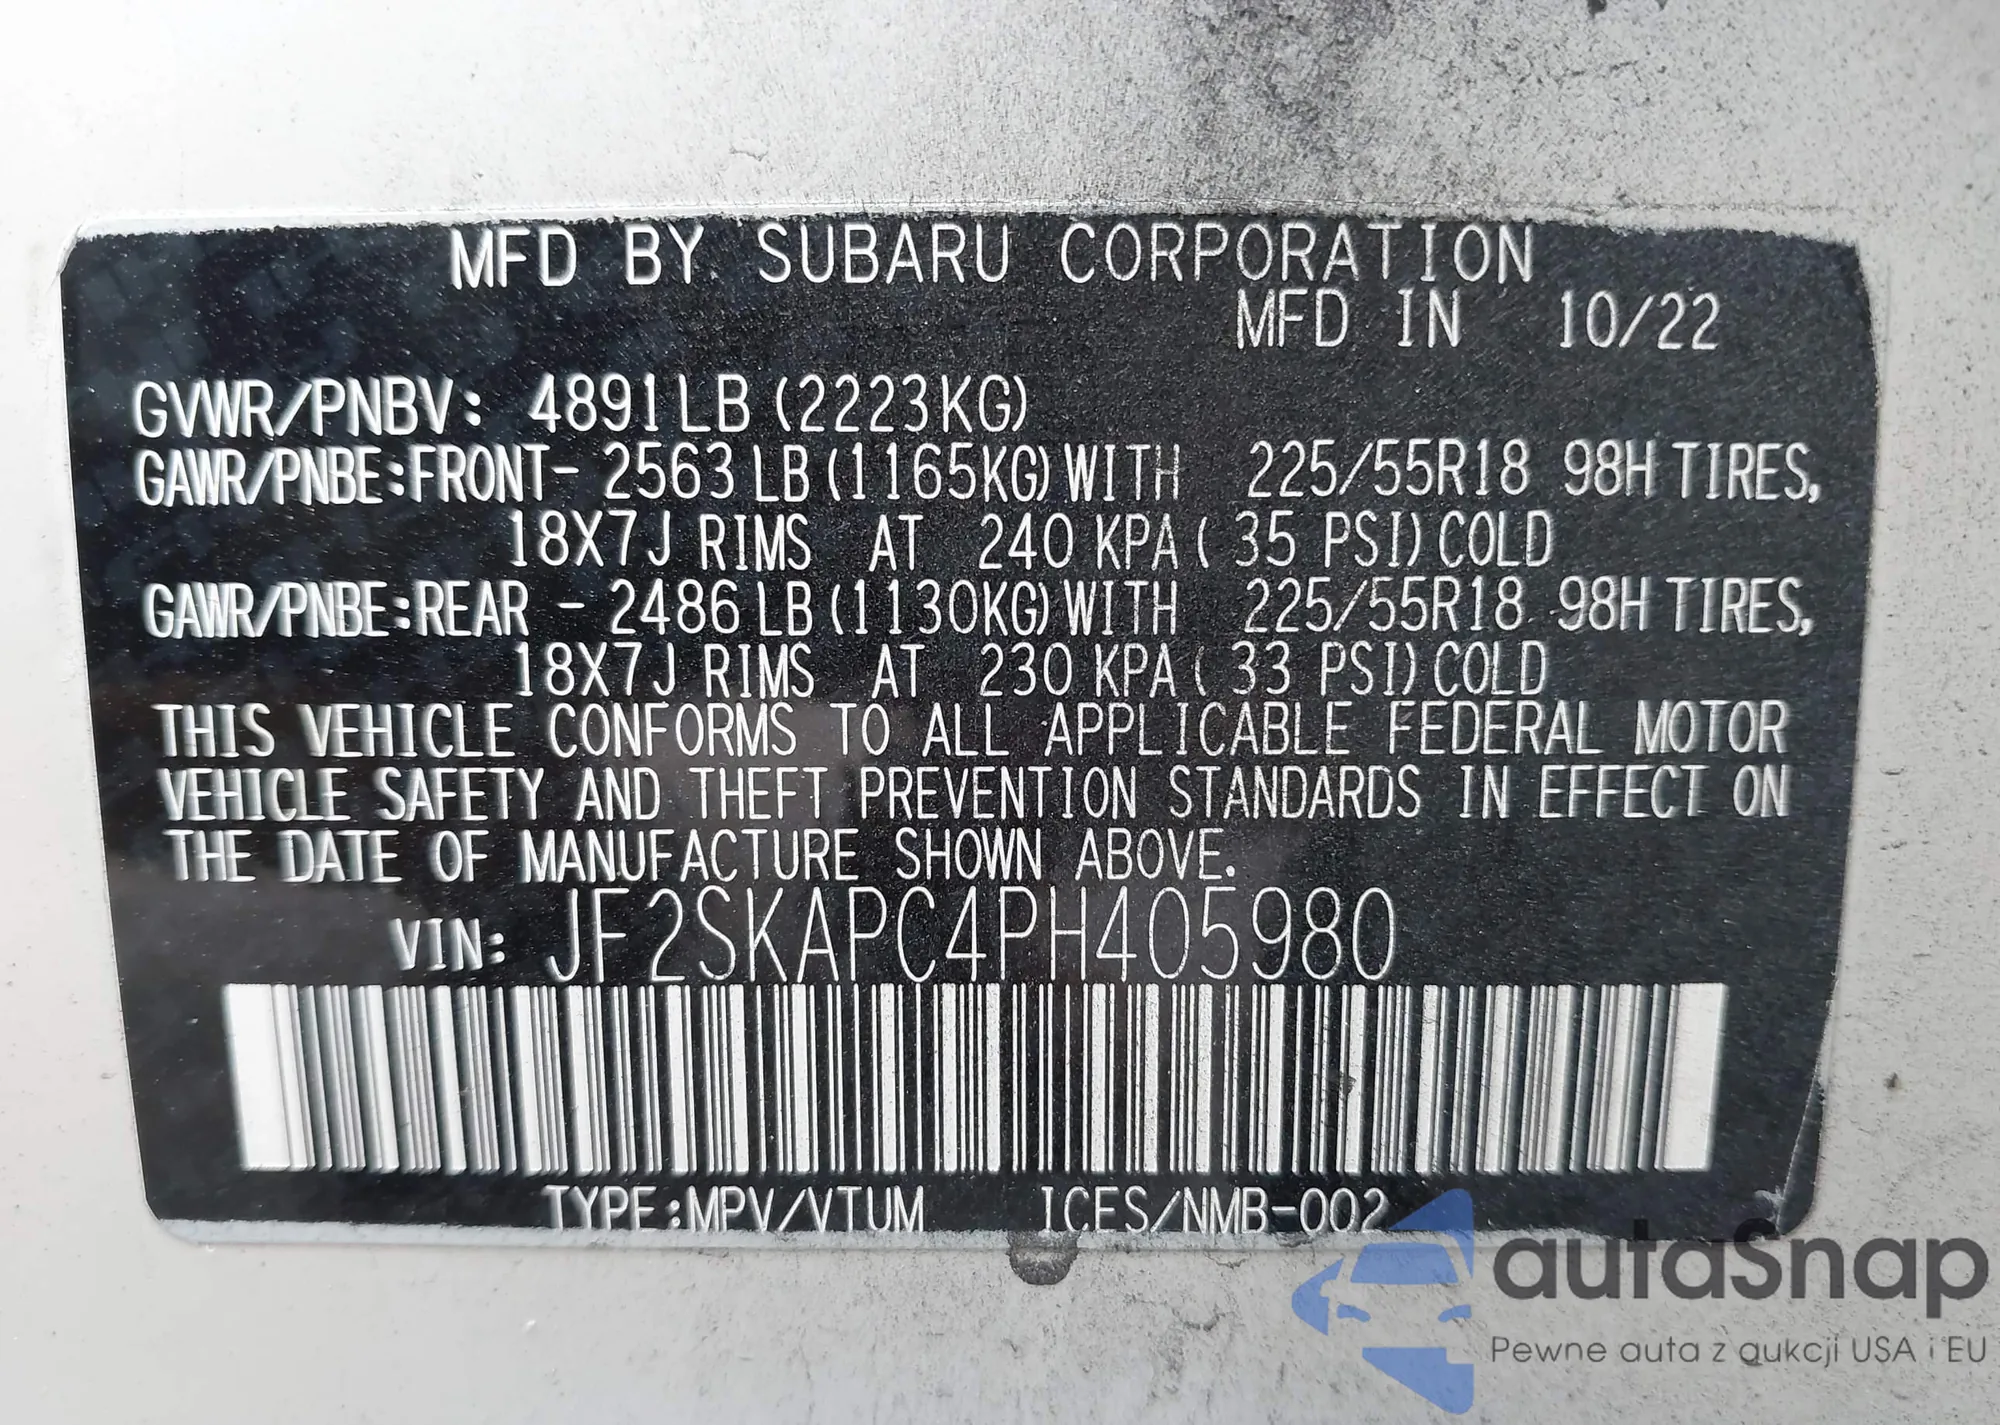 MFD BY SUBARU CORPORATION
MFD IN 10/22
GVWR/PNBV: 4891LB (2223KG)
GAWR/PNBE:FRONT- 2563 LB (1165KG) WITH 225/55R18 98H TIRES,
18X7J RIMS AT 240 KPA ( 35 PSI) COLD
GAWR/PNBE:REAR - 2486 LB (1130KG) WITH 225/55R18 98H TIRES,
18X7J RIMS AT 230 KPA ( 33 PSI) COLD
THIS VEHICLE CONFORMS TO ALL APPLICABLE FEDERAL MOTOR
VEHICLE SAFETY AND THEFT PREVENTION STANDARDS IN EFFECT ON
THE DATE OF MANUFACTURE SHOWN ABOVE.
VIN: JF2SKAPC4PH405980
TYPE:MPV/VTUM ICES/NMB-002
autaSnap
Pewne auta z aukcji USA i EU